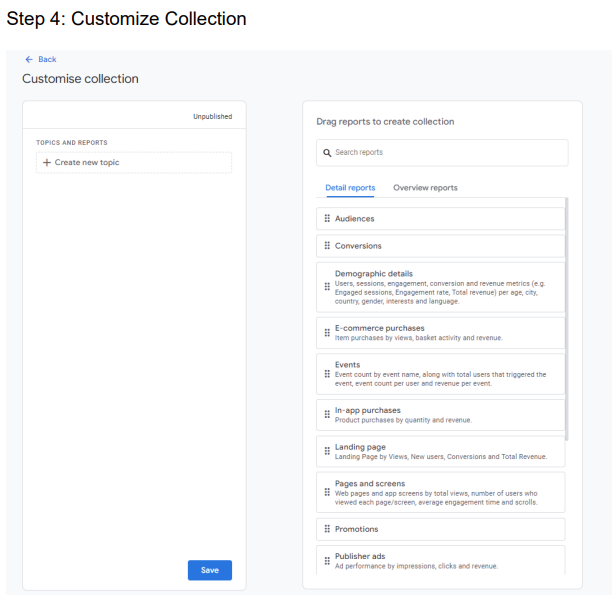 Step 4: Customize Collection
Back
Customise collection
Unpublished
TOPICS AND REPORTS
+ Create new topic
Save
Drag reports to create collection
Search reports
Detail reports
Overview reports
Audiences
Conversions
Demographic details
Users, sessions, engagement, conversion and revenue metrics (e.g.
Engaged sessions, Engagement rate, Total revenue) per age, city,
country, gender, interests and language.
E-commerce purchases
Item purchases by views, basket activity and revenue.
Events
Event count by event name, along with total users that triggered the
event, event count per user and revenue per event.
In-app purchases
Product purchases by quantity and revenue.
Landing page
Landing Page by Views, New users, Conversions and Total Revenue.
Pages and screens
Web pages and app screens by total views, number of users who
viewed each page/screen, average engagement time and scrolls.
Promotions
Publisher ads
Ad performance by impressions, clicks and revenue.